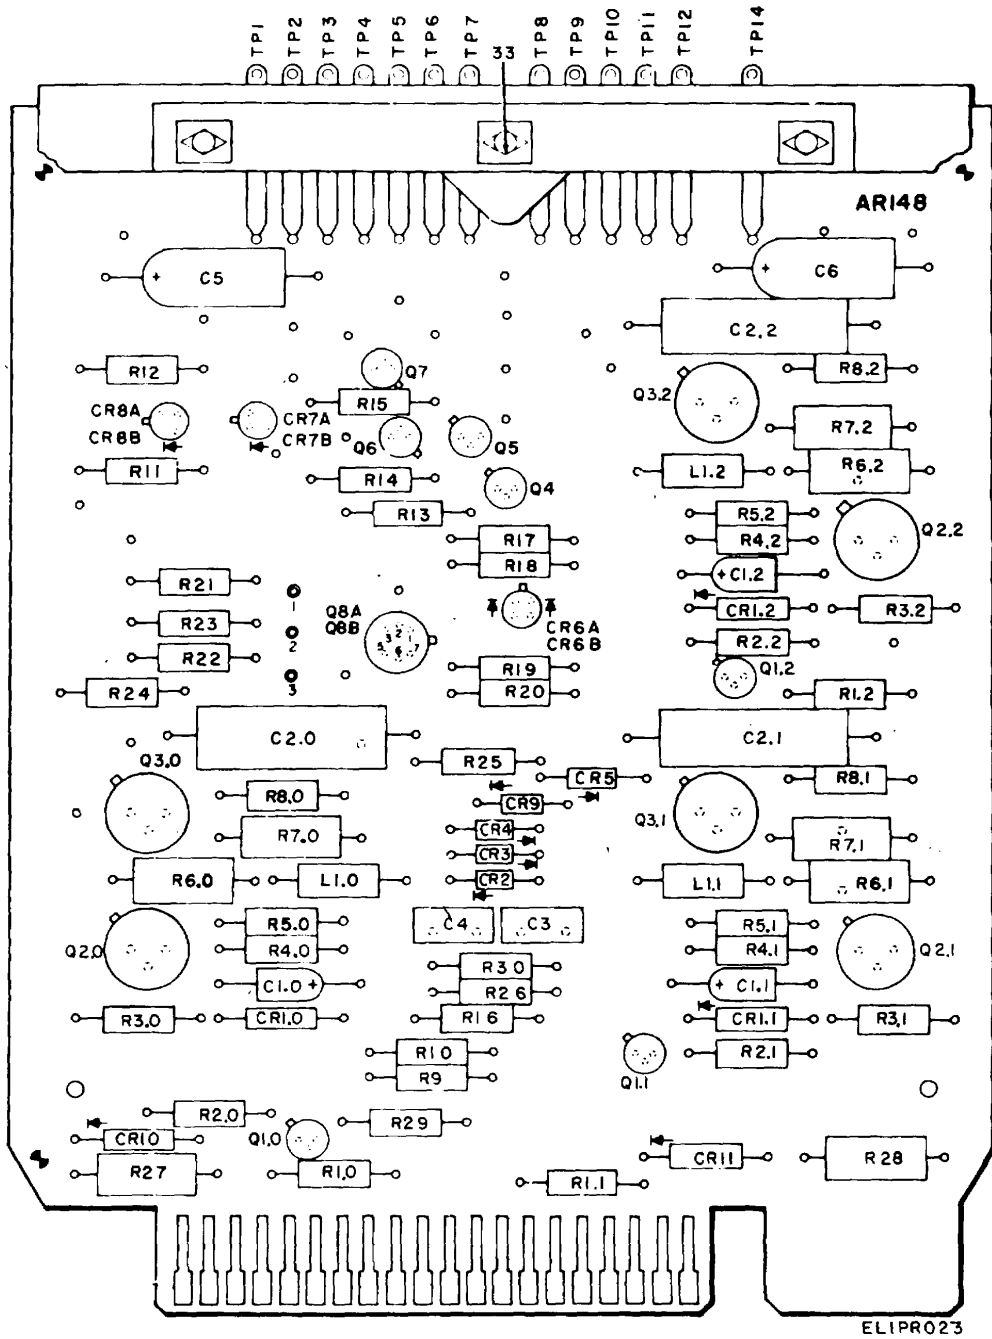 TP1 TP2 TP3 TP4 TP5 TP6 TP7 TP8 TP9 TP10 TP11 TP12 TP14
33
AR148
C5
C6
C2.2
R12
Q7
R8.2
Q3.2
R15
CR8A
CR8B
CR7A
CR7B
Q6
Q5
R7.2
R11
R14
Q4
L1.2
R6.2
R13
R5.2
R17
R4.2
Q2.2
R18
C1.2
R21
1
Q8A
Q8B
3 2 1
5 6 7
CR6A
CR6B
CR1.2
R3.2
R23
2
R2.2
R22
R19
Q1.2
R24
3
R20
R1.2
C2.0
C2.1
Q3.0
R25
CR5
R8.1
R8.0
CR9
Q3.1
R7.0
CR4
R7.1
CR3
R6.0
L1.0
CR2
L1.1
R6.1
R5.0
C4
C3
R5.1
Q2.0
R4.0
R4.1
Q2.1
R30
C1.0 +
R26
+ C1.1
R3.0
CR1.0
R16
CR1.1
R3.1
R10
R2.1
R9
Q1.1
R2.0
R29
CR10
Q1.0
CR11
R28
R27
R1.0
R1.1
EL1PR023